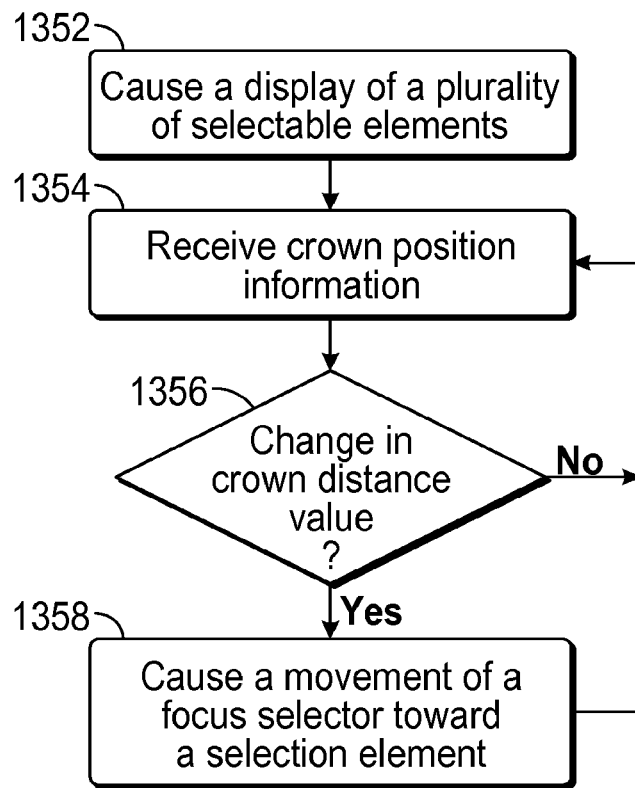 1352
Cause a display of a plurality
of selectable elements
1354
Receive crown position
information
1356
Change in
crown distance
value
?
No
Yes
1358
Cause a movement of a
focus selector toward
a selection element